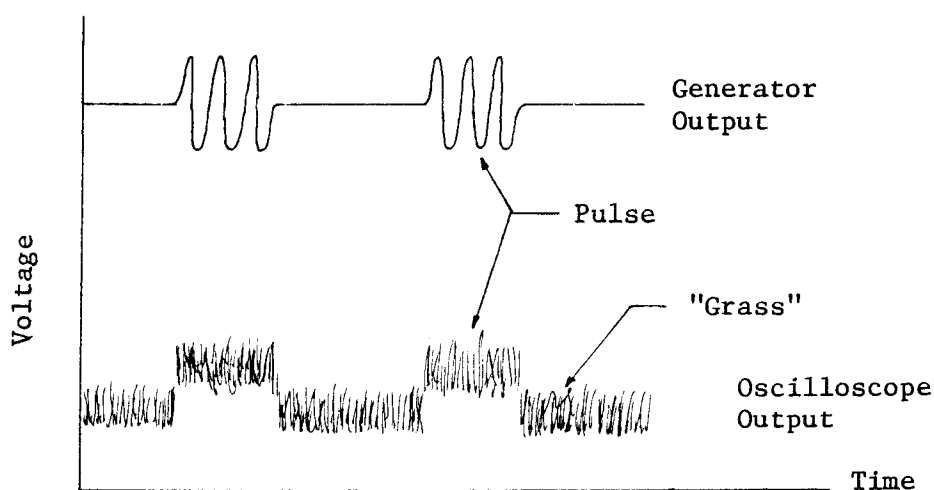 Generator
Output
Pulse
Voltage
"Grass"
Oscilloscope
Output
Time